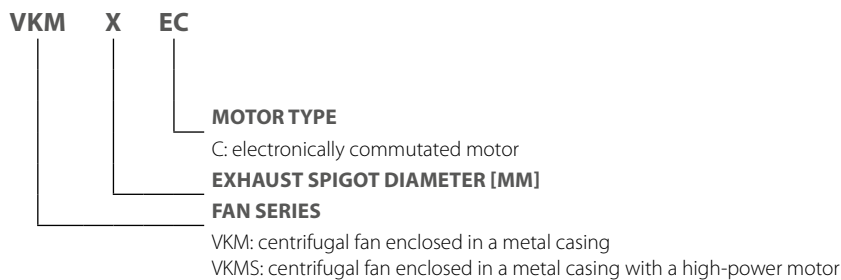 VKM X EC
MOTOR TYPE
C: electronically commutated motor
EXHAUST SPIGOT DIAMETER [MM]
FAN SERIES
VKM: centrifugal fan enclosed in a metal casing
VKMS: centrifugal fan enclosed in a metal casing with a high-power motor